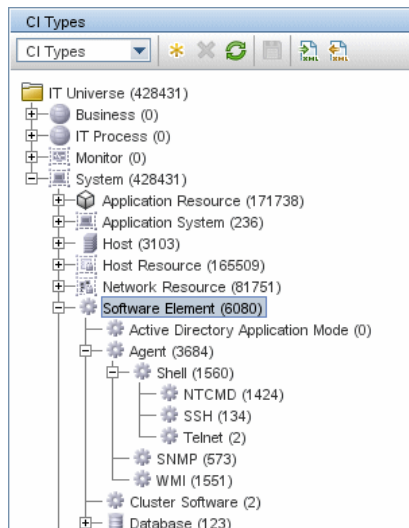 CI Types
CI Types
XML
XML
IT Universe (428431)
Business (0)
IT Process (0)
Monitor (0)
System (428431)
Application Resource (171738)
Application System (236)
Host (3103)
Host Resource (165509)
Network Resource (81751)
Software Element (6080)
Active Directory Application Mode (0)
Agent (3684)
Shell (1560)
NTCMD (1424)
SSH (134)
Telnet (2)
SNMP (573)
WMI (1551)
Cluster Software (2)
Database (123)